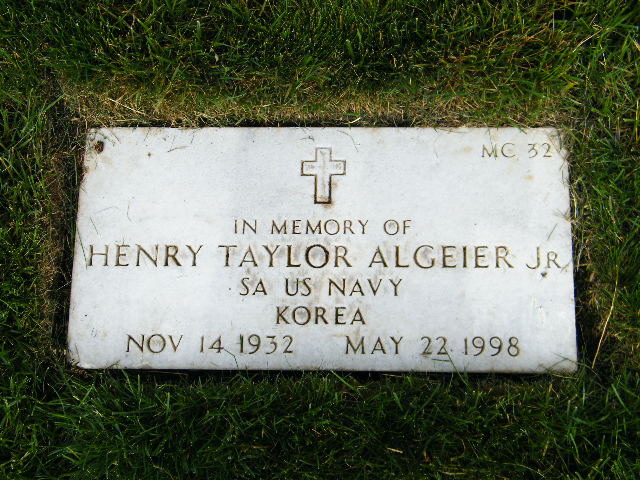 MC 32
IN MEMORY OF
HENRY TAYLOR ALGEIER JR
SA US NAVY
KOREA
NOV 14 1932 MAY 22 1998